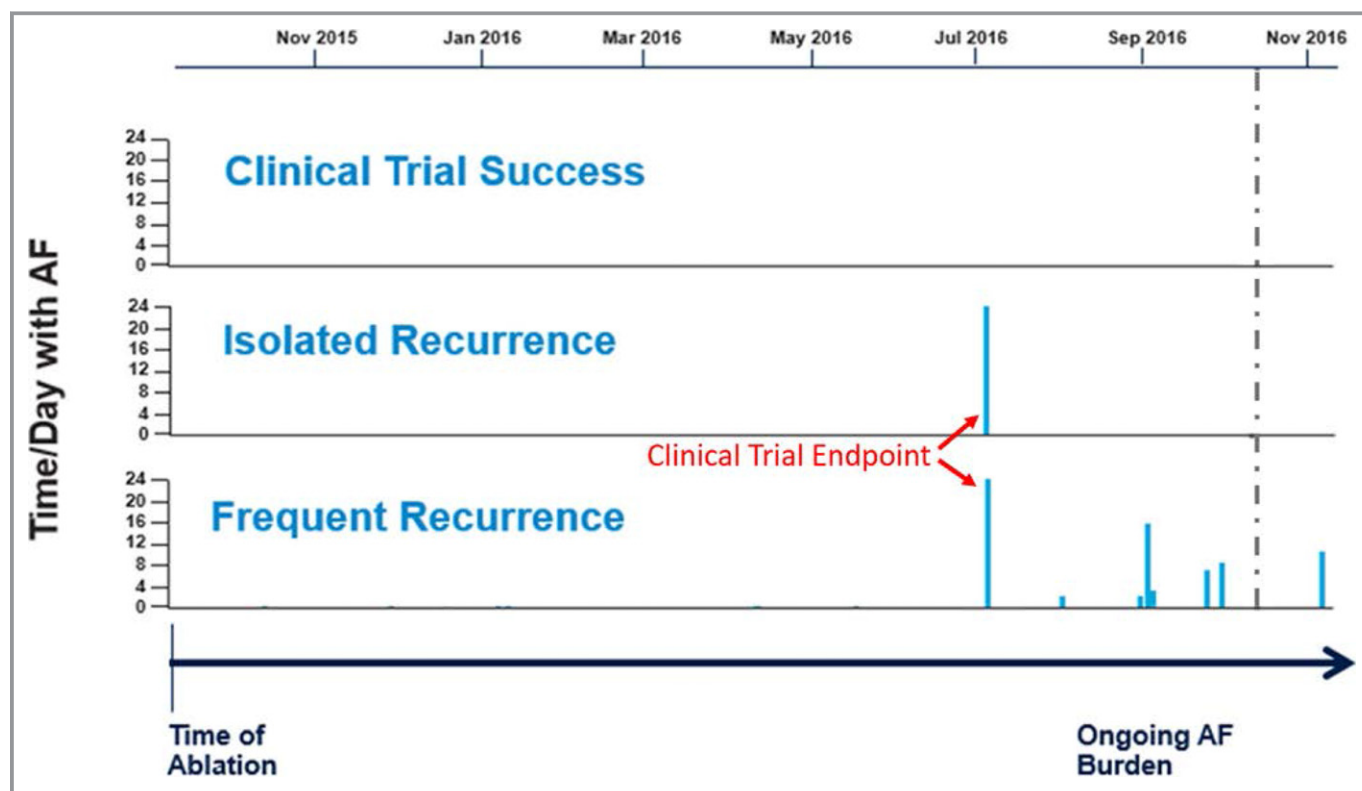 Nov 2015 Jan 2016 Mar 2016 May 2016 Jul 2016 Sep 2016 Nov 2016
Time/Day with AF
24
20
16
12
8
4
0
Clinical Trial Success
24
20
16
12
8
4
0
Isolated Recurrence
Clinical Trial Endpoint
24
20
16
12
8
4
0
Frequent Recurrence
Time of
Ablation
Ongoing AF
Burden